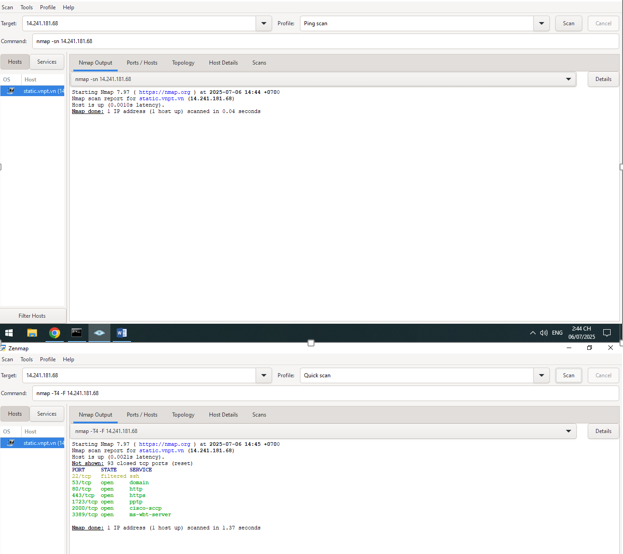 Scan Tools Profile Help
Target: 14.241.181.68 Profile: Ping scan Scan Cancel
Command: nmap -sn 14.241.181.68
Hosts Services Nmap Output Ports / Hosts Topology Host Details Scans
OS Host nmap -sn 14.241.181.68 Details
static.vnpt.vn (14
Starting Nmap 7.97 ( https://nmap.org ) at 2025-07-06 14:44 +0700
Nmap scan report for static.vnpt.vn (14.241.181.68)
Host is up (0.0010s latency).
Nmap done: 1 IP address (1 host up) scanned in 0.04 seconds
Filter Hosts
ENG 2:44 CH
06/07/2025
Zenmap
Scan Tools Profile Help
Target: 14.241.181.68 Profile: Quick scan Scan Cancel
Command: nmap -T4 -F 14.241.181.68
Hosts Services Nmap Output Ports / Hosts Topology Host Details Scans
OS Host nmap -T4 -F 14.241.181.68 Details
static.vnpt.vn (14
Starting Nmap 7.97 ( https://nmap.org ) at 2025-07-06 14:45 +0700
Nmap scan report for static.vnpt.vn (14.241.181.68)
Host is up (0.0021s latency).
Not shown: 93 closed tcp ports (reset)
PORT STATE SERVICE
22/tcp filtered ssh
53/tcp open domain
80/tcp open http
443/tcp open https
1723/tcp open pptp
2000/tcp open cisco-sccp
3389/tcp open ms-wbt-server
Nmap done: 1 IP address (1 host up) scanned in 1.37 seconds